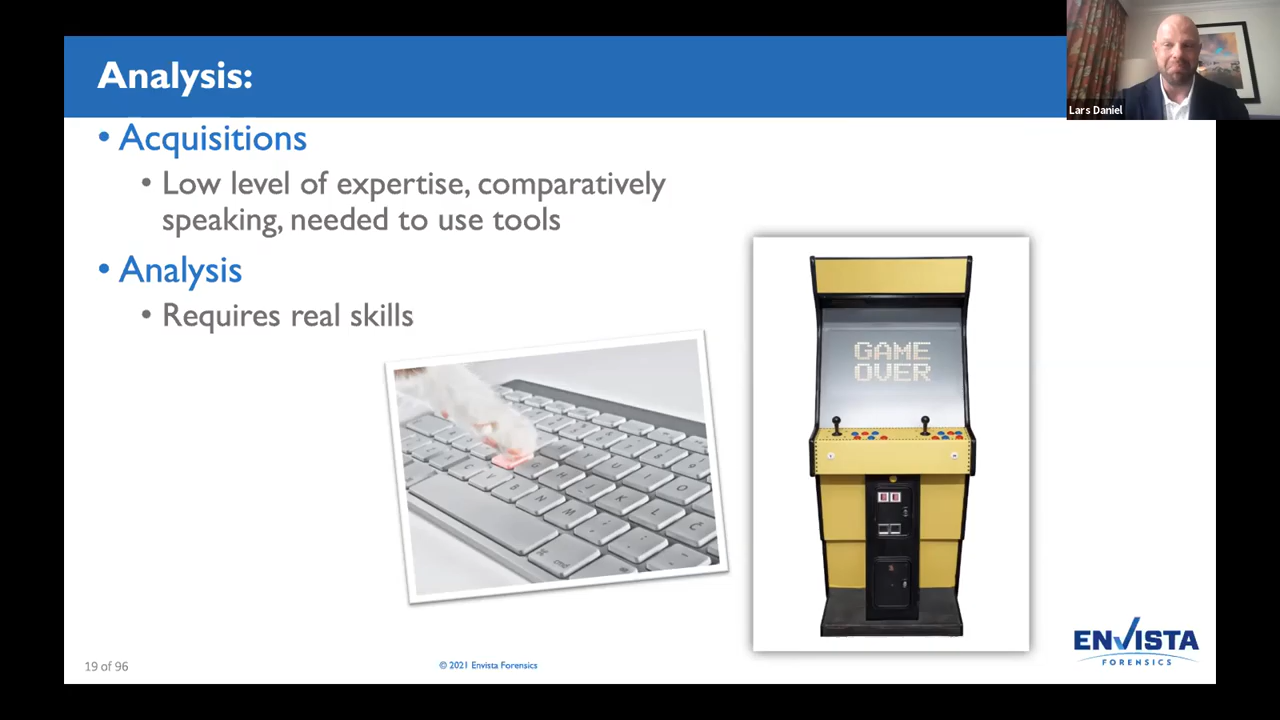 Analysis:
Lars Daniel
• Acquisitions
• Low level of expertise, comparatively
speaking, needed to use tools
• Analysis
• Requires real skills
GAME
OVER
G
Y
U
I
O
H
J
K
L
C
V
B
N
M
cmd
19 of 96
© 2021 Envista Forensics
ENVISTA
FORENSICS